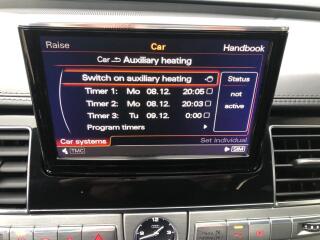 Raise Car Handbook
Car Auxiliary heating
Switch on auxiliary heating
Status
Timer 1: Mo 08.12. 20:05
not
Timer 2: Mo 08.12. 20:03
active
Timer 3: Tu 09.12. 0:00
Program timers
Car systems Set individual
TMC SIM